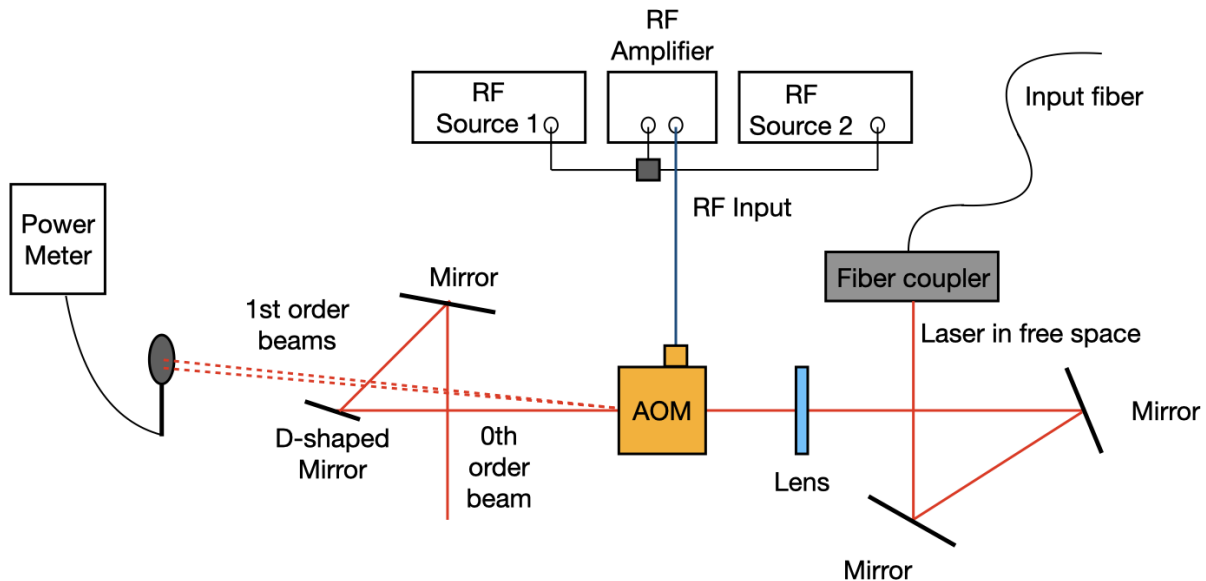 RF
Amplifier
RF
Source 1
RF
Source 2
Input fiber
RF Input
Power
Meter
Mirror
Fiber coupler
1st order
beams
Laser in free space
AOM
Mirror
D-shaped
Mirror
0th
order
beam
Lens
Mirror